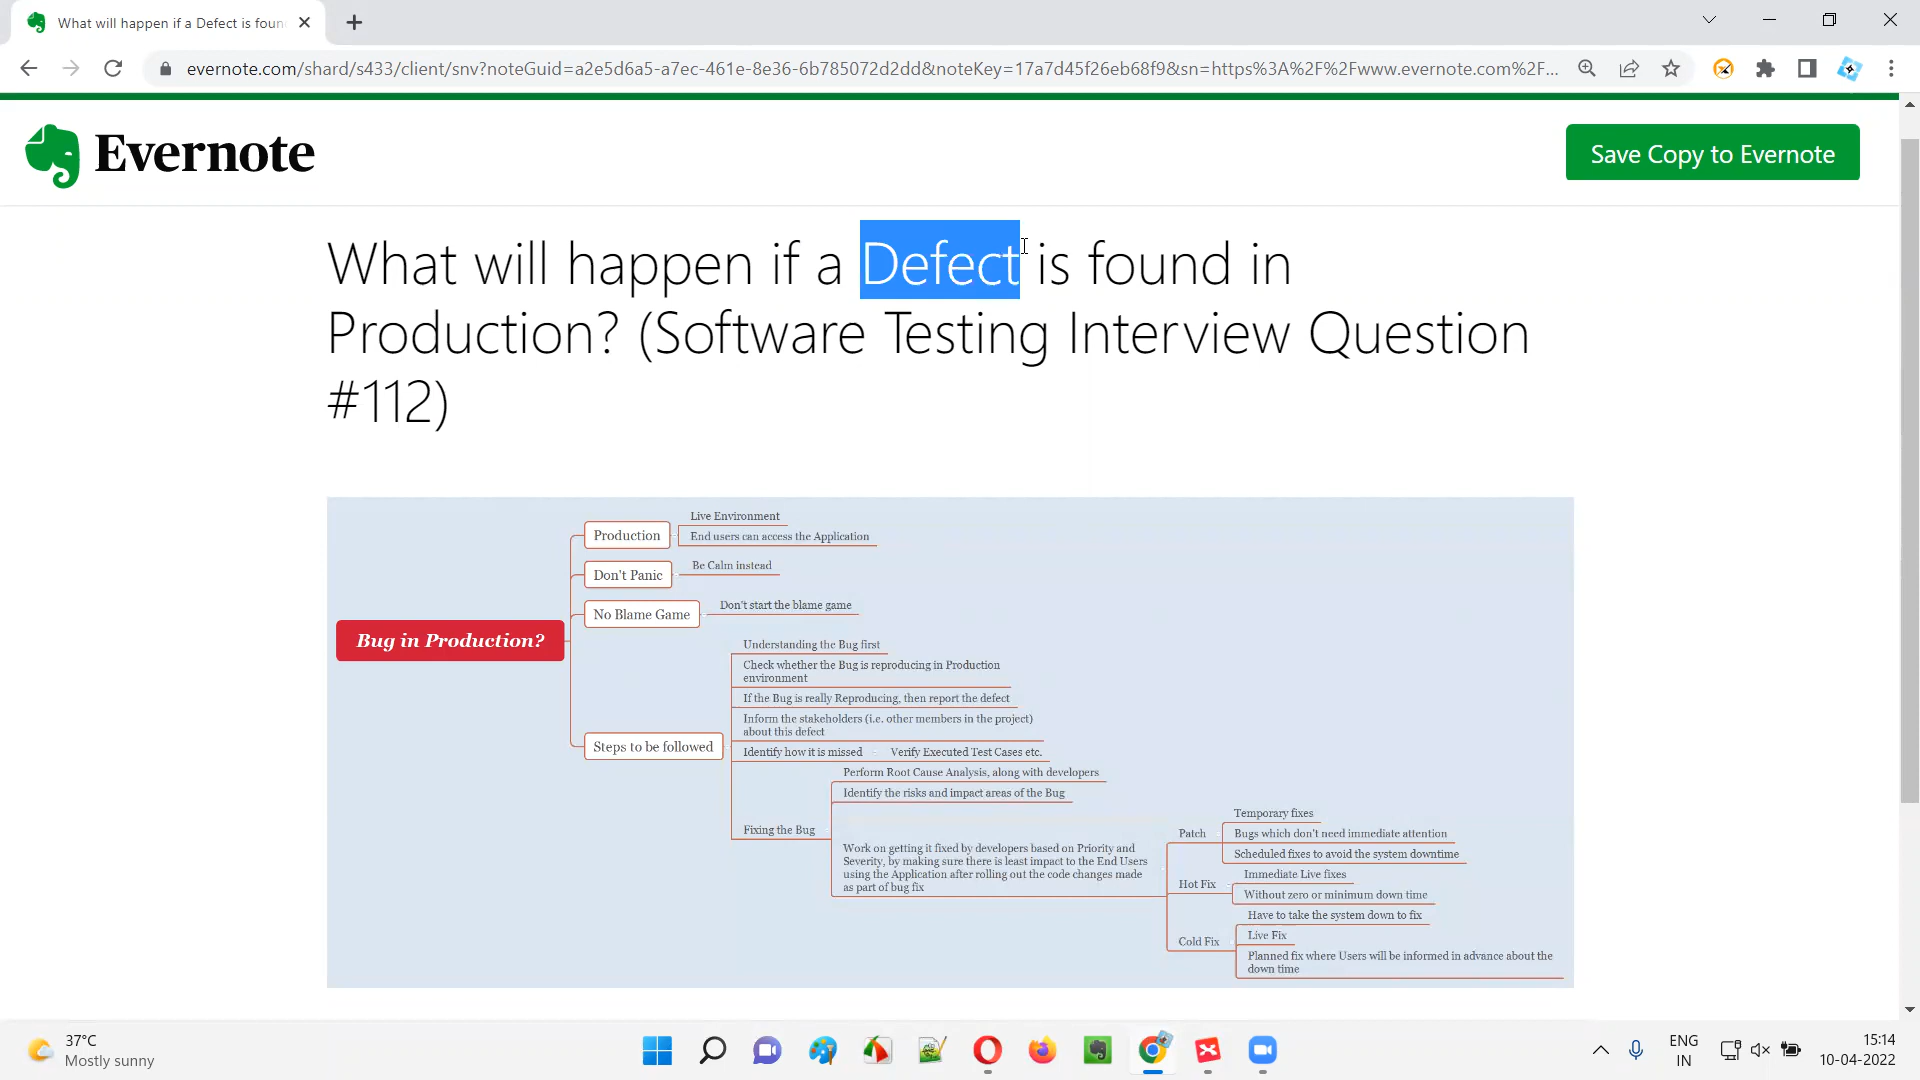 What will happen if a Defect is foun
evernote.com/shard/s433/client/snv?noteGuid=a2e5d6a5-a7ec-461e-8e36-6b785072d2dd&noteKey=17a7d45f26eb68f9&sn=https%3A%2F%2Fwww.evernote.com%2F...
Evernote
Save Copy to Evernote
What will happen if a Defect is found in
Production? (Software Testing Interview Question
#112)
Bug in Production?
Production
Live Environment
End users can access the Application
Don't Panic
Be Calm instead
No Blame Game
Don't start the blame game
Steps to be followed
Understanding the Bug first
Check whether the Bug is reproducing in Production
environment
If the Bug is really Reproducing, then report the defect
Inform the stakeholders (i.e. other members in the project)
about this defect
Identify how it is missed
Verify Executed Test Cases etc.
Fixing the Bug
Perform Root Cause Analysis, along with developers
Identify the risks and impact areas of the Bug
Work on getting it fixed by developers based on Priority and
Severity, by making sure there is least impact to the End Users
using the Application after rolling out the code changes made
as part of bug fix
Patch
Temporary fixes
Bugs which don't need immediate attention
Scheduled fixes to avoid the system downtime
Hot Fix
Immediate Live fixes
Without zero or minimum down time
Cold Fix
Have to take the system down to fix
Live Fix
Planned fix where Users will be informed in advance about the
down time
37°C
Mostly sunny
ENG
IN
15:14
10-04-2022